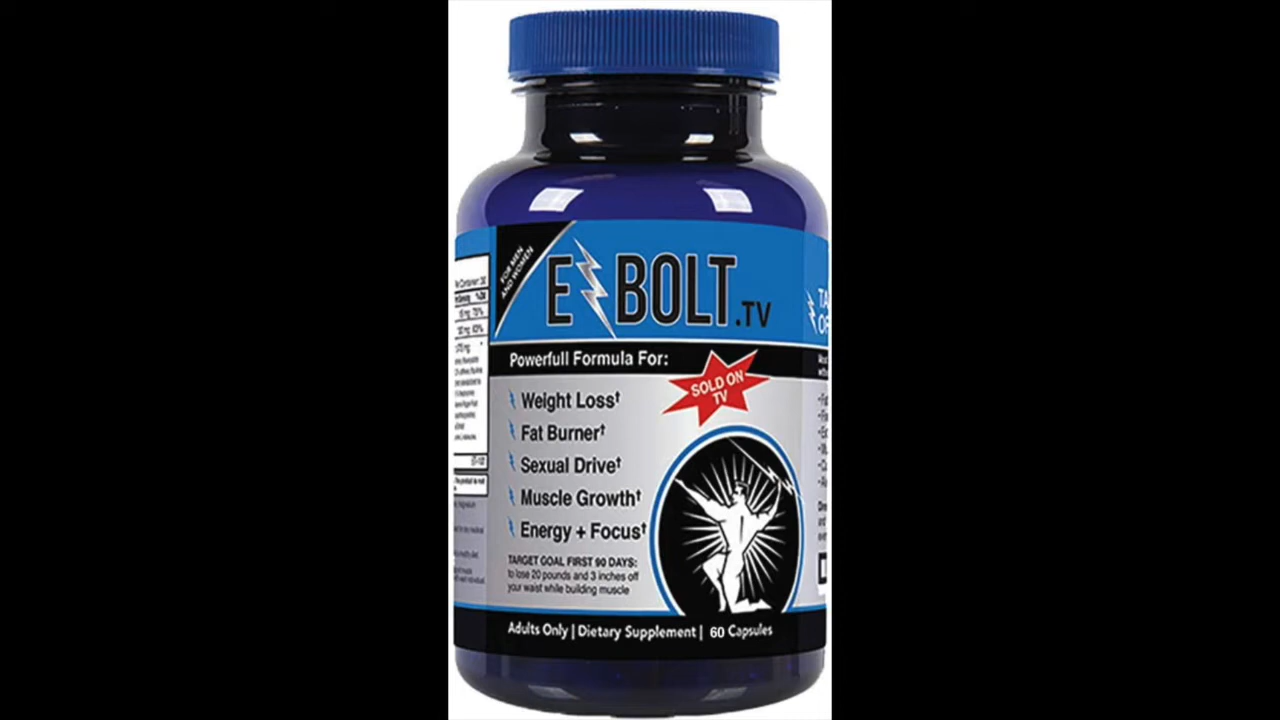 FOR MEN
AND WOMEN
E BOLT.TV
Powerfull Formula For:
SOLD ON
TV
Weight Loss†
Fat Burner†
Sexual Drive†
Muscle Growth†
Energy + Focus†
TARGET GOAL FIRST 90 DAYS:
to lose 20 pounds and 3 inches off
your waist while building muscle
Adults Only | Dietary Supplement | 60 Capsules